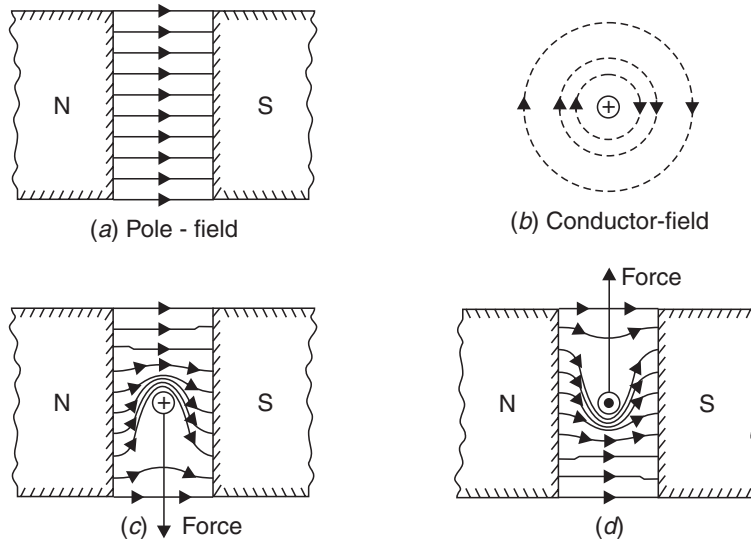 N S
(a) Pole - field
(b) Conductor-field
N S
(c) Force
Force
N S
(d)